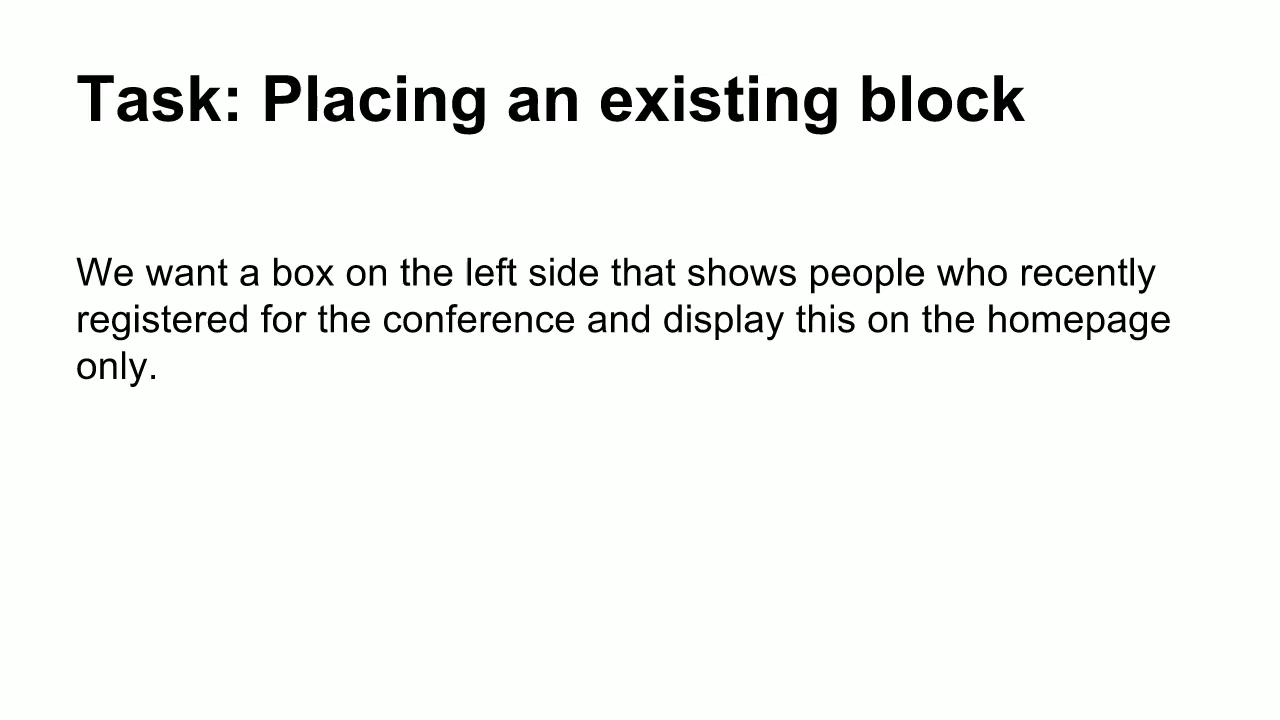 Task: Placing an existing block
We want a box on the left side that shows people who recently
registered for the conference and display this on the homepage
only.